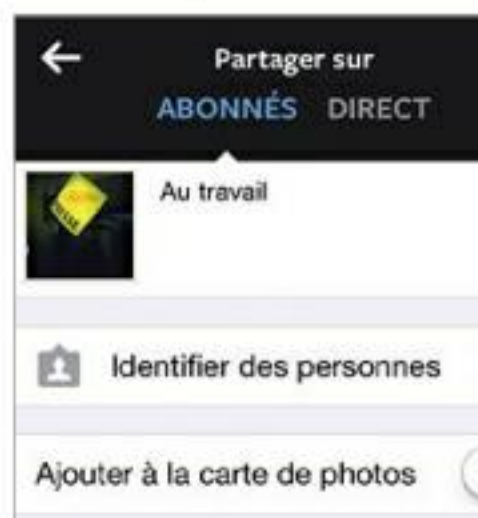 Partager sur
ABONNÉS DIRECT
Au travail
Identifier des personnes
Ajouter à la carte de photos